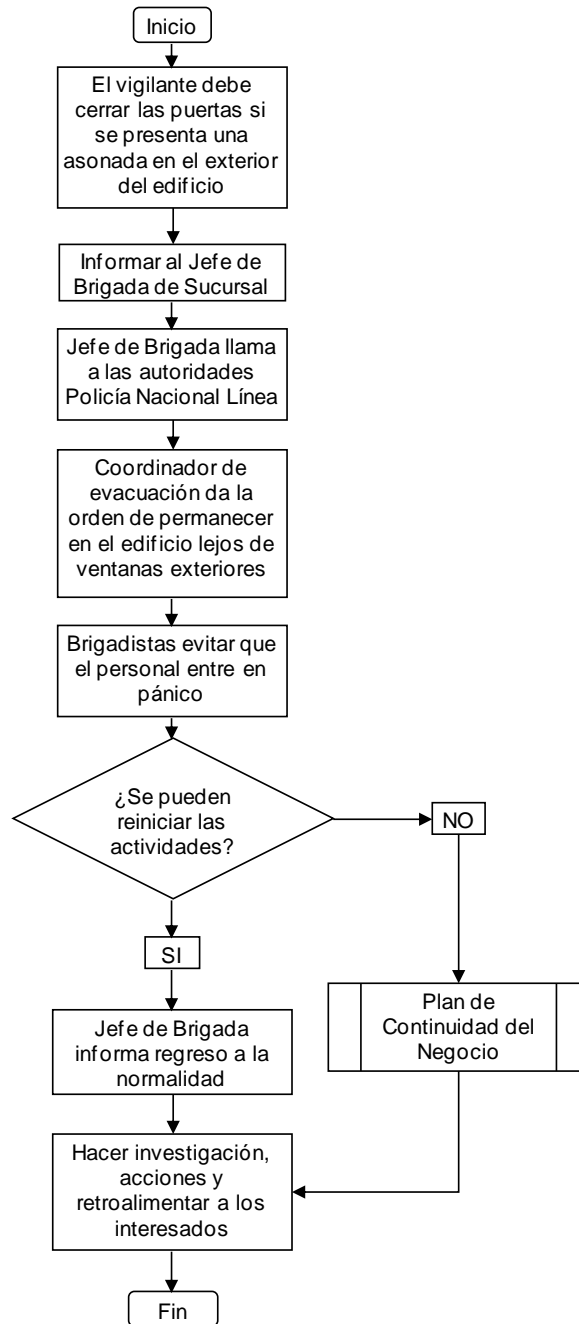 Inicio
El vigilante debe
cerrar las puertas si
se presenta una
asonada en el exterior
del edificio
Informar al Jefe de
Brigada de Sucursal
Jefe de Brigada llama
a las autoridades
Policía Nacional Línea
Coordinador de
evacuación da la
orden de permanecer
en el edificio lejos de
ventanas exteriores
Brigadistas evitar que
el personal entre en
pánico
¿Se pueden
reiniciar las
actividades?
NO
SI
Plan de
Continuidad del
Negocio
Jefe de Brigada
informa regreso a la
normalidad
Hacer investigación,
acciones y
retroalimentar a los
interesados
Fin